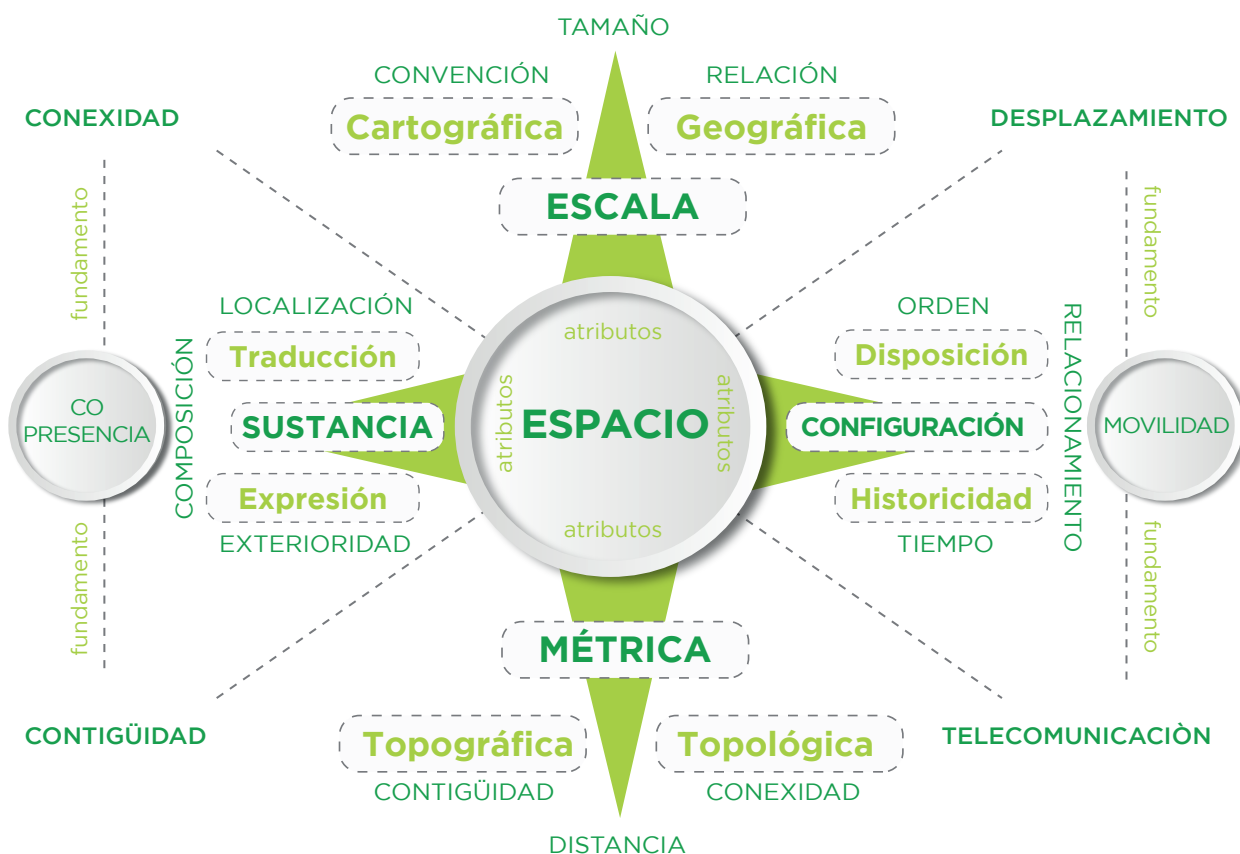 TAMAÑO
CONVENCIÓN
RELACIÓN
CONEXIDAD
Cartográfica
Geográfica
DESPLAZAMIENTO
ESCALA
fundamento
fundamento
LOCALIZACIÓN
ORDEN
atributos
Traducción
Disposición
CO
PRESENCIA
COMPOSICIÓN
SUSTANCIA
atributos
ESPACIO
atributos
CONFIGURACIÓN
RELACIONAMIENTO
MOVILIDAD
Expresión
Historicidad
atributos
EXTERIORIDAD
TIEMPO
fundamento
fundamento
MÉTRICA
CONTIGÜIDAD
Topográfica
Topológica
TELECOMUNICACIÒN
CONTIGÜIDAD
CONEXIDAD
DISTANCIA